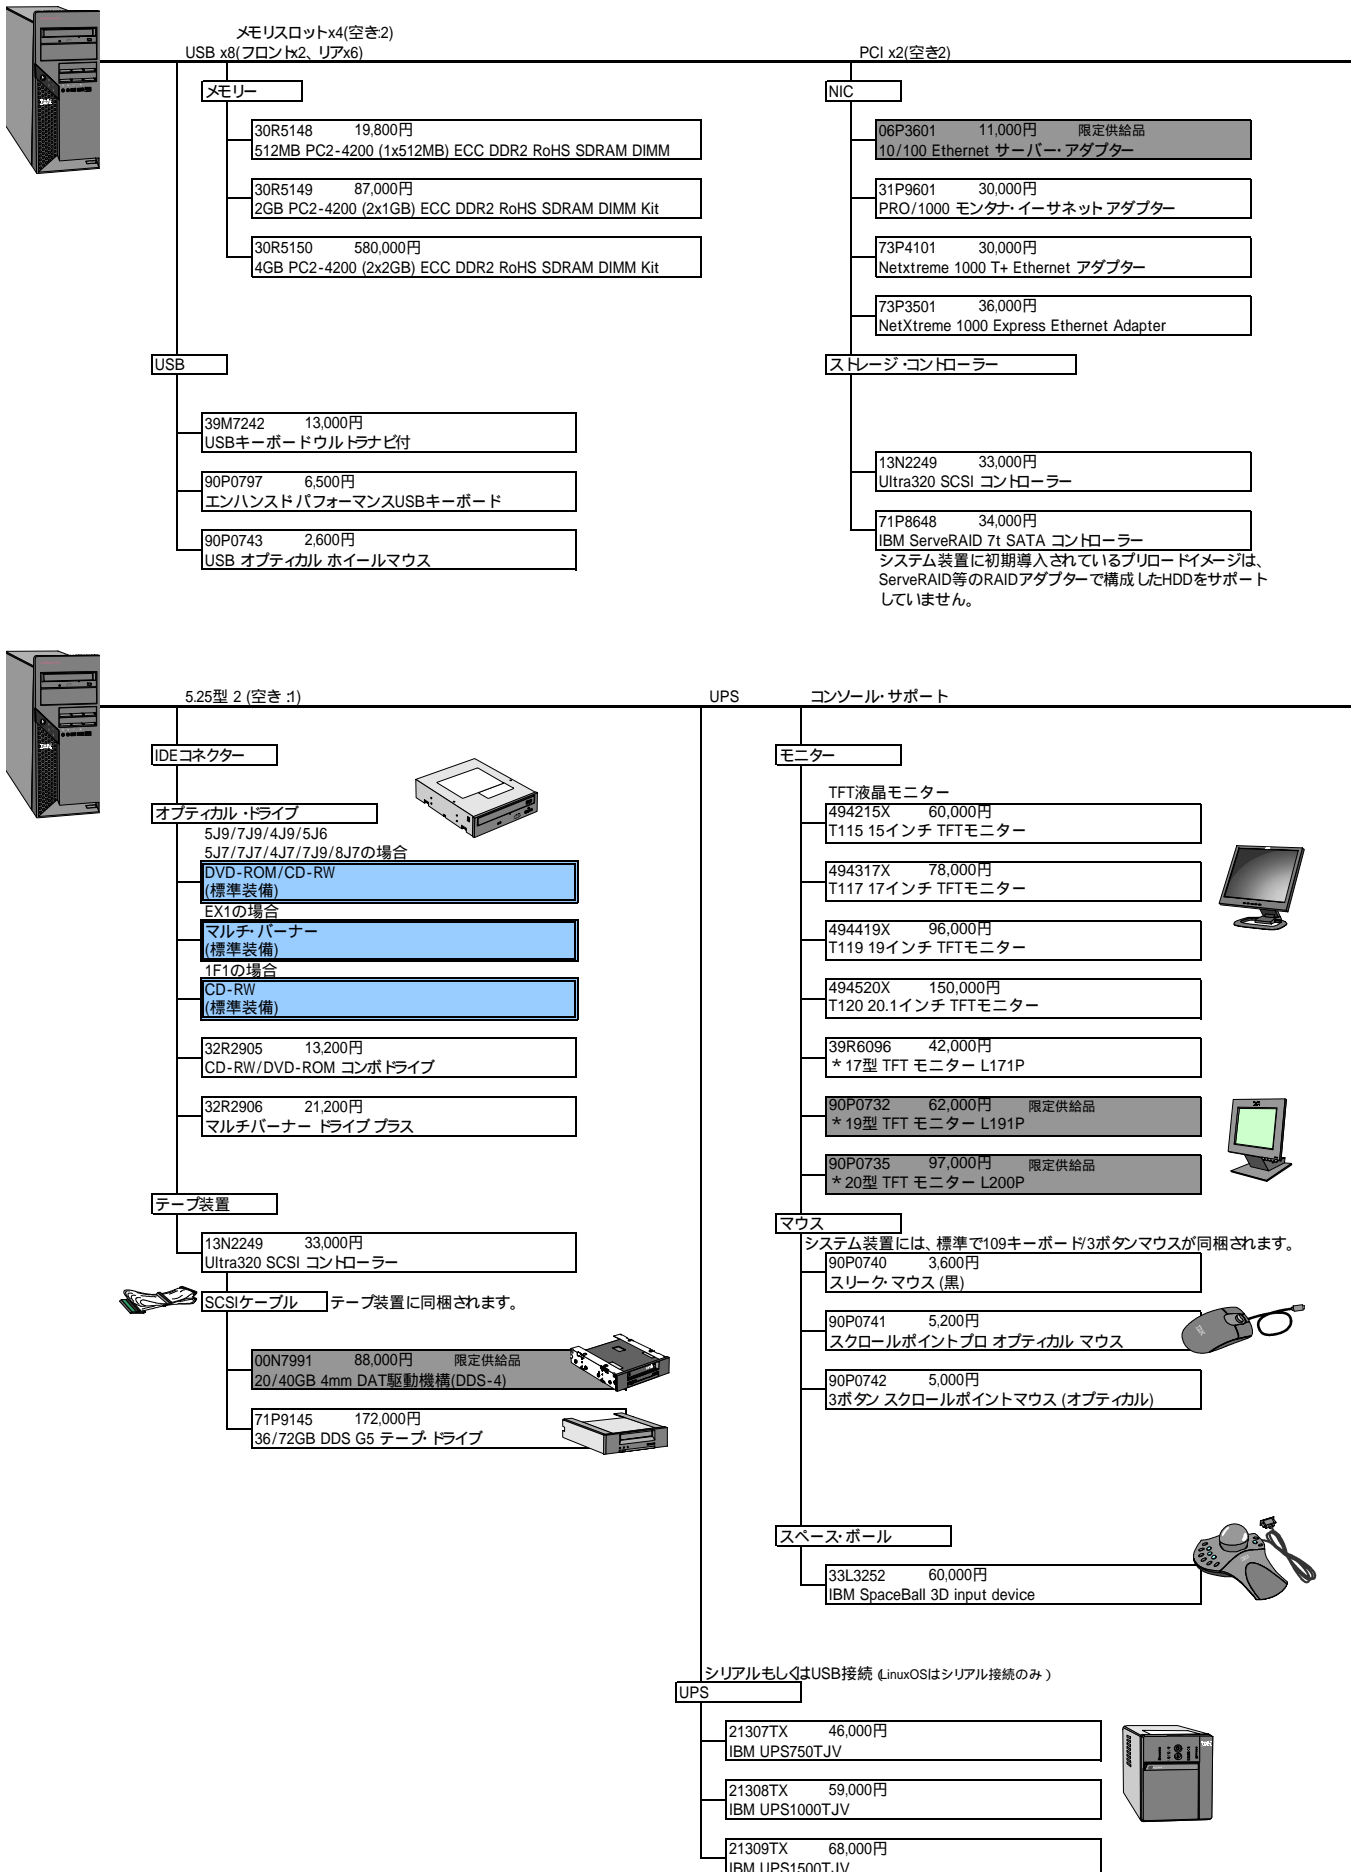 メモリスロットx4(空き:2)
USB x8(フロントx2、リアx6)
PCI x2(空き2)
メモリー
30R5148 19,800円
512MB PC2-4200 (1x512MB) ECC DDR2 RoHS SDRAM DIMM
30R5149 87,000円
2GB PC2-4200 (2x1GB) ECC DDR2 RoHS SDRAM DIMM Kit
30R5150 580,000円
4GB PC2-4200 (2x2GB) ECC DDR2 RoHS SDRAM DIMM Kit
USB
39M7242 13,000円
USBキーボードウルトラナビ付
90P0797 6,500円
エンハンスドパフォーマンスUSBキーボード
90P0743 2,600円
USB オプティカル ホイールマウス
NIC
06P3601 11,000円 限定供給品
10/100 Ethernet サーバー・アダプター
31P9601 30,000円
PRO/1000 モンタナ・イーサネット アダプター
73P4101 30,000円
Netxtreme 1000 T+ Ethernet アダプター
73P3501 36,000円
NetXtreme 1000 Express Ethernet Adapter
ストレージ・コントローラー
13N2249 33,000円
Ultra320 SCSI コントローラー
71P8648 34,000円
IBM ServeRAID 7t SATA コントローラー
システム装置に初期導入されているプリロードイメージは、
ServeRAID等のRAIDアダプターで構成したHDDをサポート
していません。
5.25型 2 (空き:1)
UPS
コンソール・サポート
IDEコネクター
オプティカル・ドライブ
5J9/7J9/4J9/5J6
5J7/7J7/4J7/7J9/8J7の場合
DVD-ROM/CD-RW
(標準装備)
EX1の場合
マルチ・バーナー
(標準装備)
1F1の場合
CD-RW
(標準装備)
32R2905 13,200円
CD-RW/DVD-ROM コンボドライブ
32R2906 21,200円
マルチバーナー ドライブ プラス
テープ装置
13N2249 33,000円
Ultra320 SCSI コントローラー
SCSIケーブル テープ装置に同梱されます。
00N7991 88,000円 限定供給品
20/40GB 4mm DAT駆動機構(DDS-4)
71P9145 172,000円
36/72GB DDS G5 テープ・ドライブ
モニター
TFT液晶モニター
494215X 60,000円
T115 15インチ TFTモニター
494317X 78,000円
T117 17インチ TFTモニター
494419X 96,000円
T119 19インチ TFTモニター
494520X 150,000円
T120 20.1インチ TFTモニター
39R6096 42,000円
*17型 TFT モニター L171P
90P0732 62,000円 限定供給品
*19型 TFT モニター L191P
90P0735 97,000円 限定供給品
*20型 TFT モニター L200P
マウス
システム装置には、標準で109キーボード/3ボタンマウスが同梱されます。
90P0740 3,600円
スリーク・マウス (黒)
90P0741 5,200円
スクロールポイントプロ オプティカル マウス
90P0742 5,000円
3ボタン スクロールポイントマウス (オプティカル)
スペース・ボール
33L3252 60,000円
IBM SpaceBall 3D input device
シリアルもしくはUSB接続 (LinuxOSはシリアル接続のみ)
UPS
21307TX 46,000円
IBM UPS750TJV
21308TX 59,000円
IBM UPS1000TJV
21309TX 68,000円
IBM UPS1500TJV